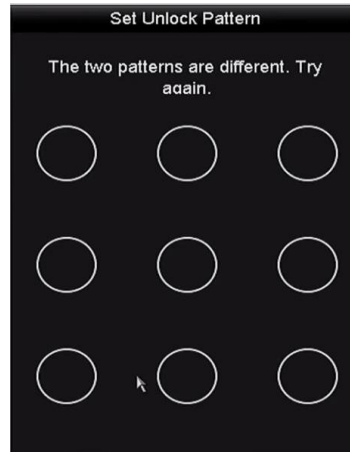 Set Unlock Pattern
The two patterns are different. Try
again.